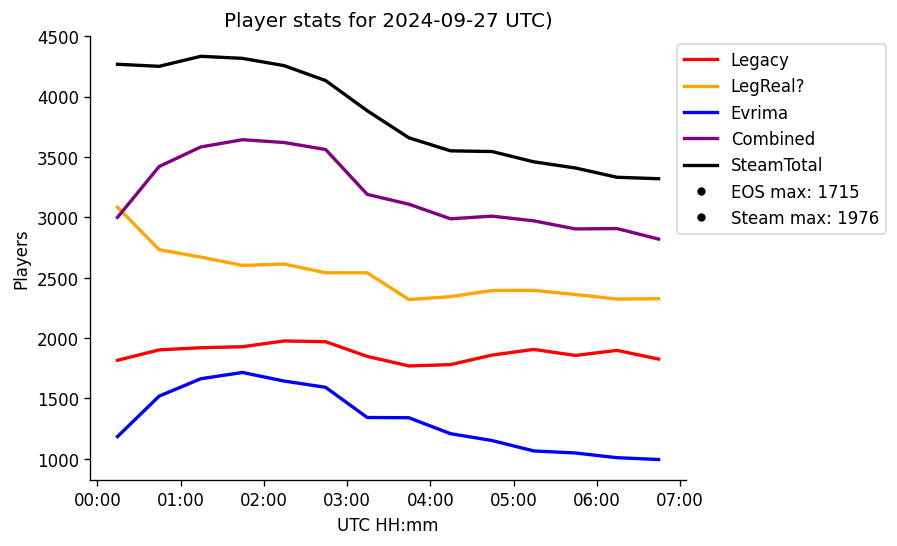 Player stats for 2024-09-27 UTC)
4500
4000
3500
3000
2500
2000
1500
1000
Players
00:00 01:00 02:00 03:00 04:00 05:00 06:00 07:00
UTC HH:mm
Legacy
LegReal?
Evrima
Combined
SteamTotal
EOS max: 1715
Steam max: 1976